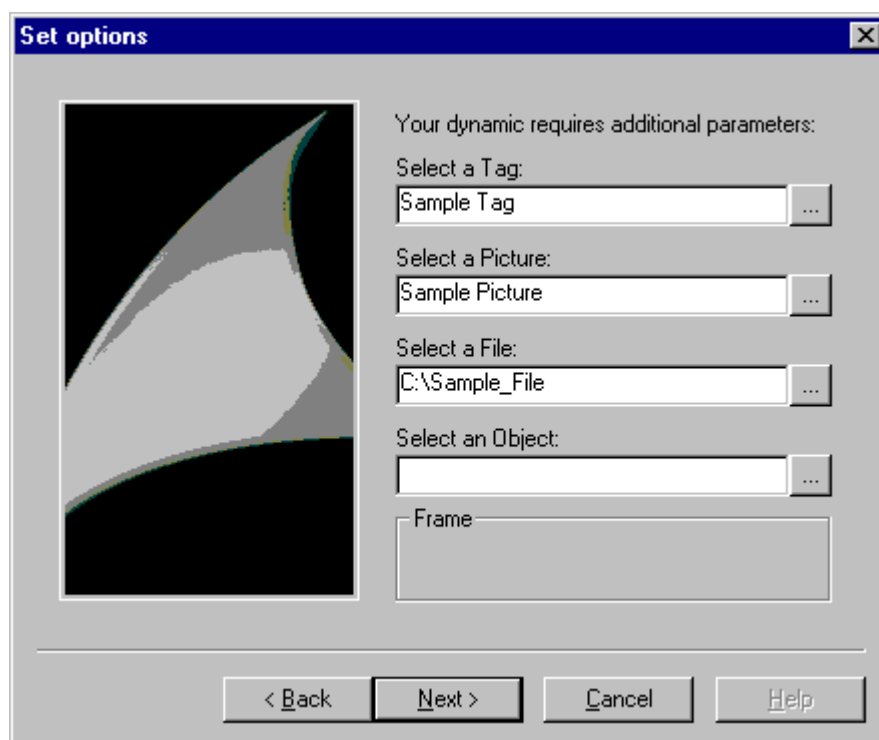 Set options
Your dynamic requires additional parameters:
Select a Tag:
Sample Tag
...
Select a Picture:
Sample Picture
...
Select a File:
C:\Sample_File
...
Select an Object:
...
Frame
< Back
Next >
Cancel
Help